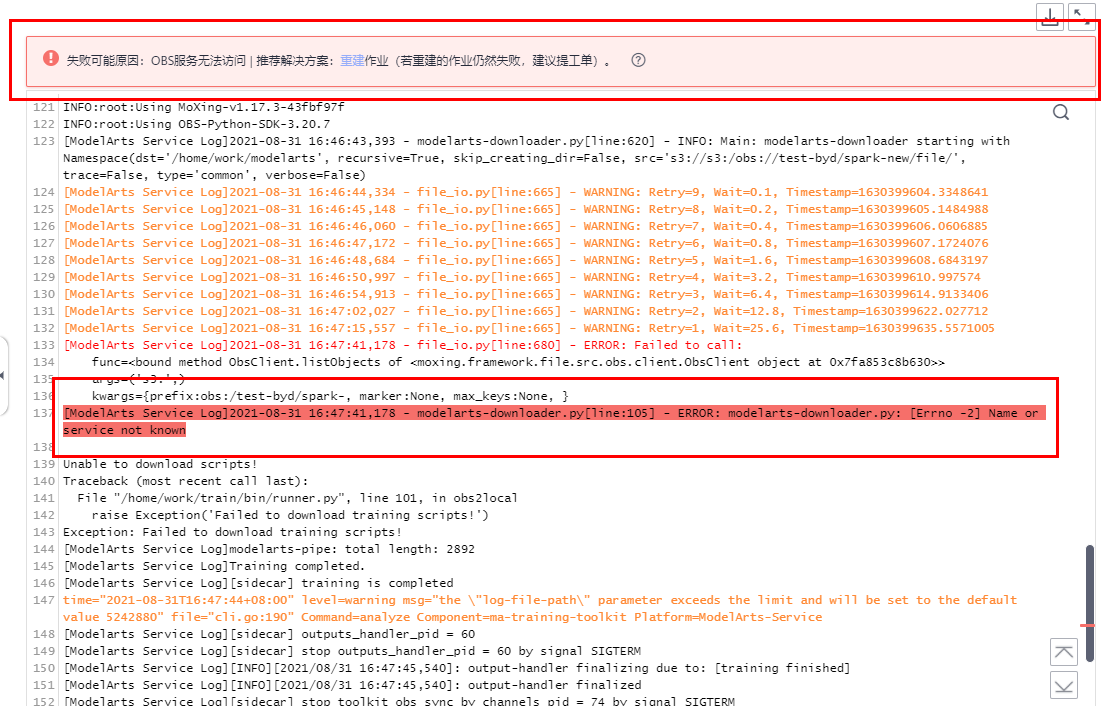 失败可能原因：OBS服务无法访问 | 推荐解决方案：重建作业（若重建的作业仍然失败，建议提工单）。
121 INFO:root:Using MoXing-v1.17.3-43fbf97f
122 INFO:root:Using OBS-Python-SDK-3.20.7
123 [ModelArts Service Log]2021-08-31 16:46:43,393 - modelarts-downloader.py[line:620] - INFO: Main: modelarts-downloader starting with
Namespace(dst='/home/work/modelarts', recursive=True, skip_creating_dir=False, src='s3://s3:/obs://test-byd/spark-new/file/',
trace=False, type='common', verbose=False)
124 [ModelArts Service Log]2021-08-31 16:46:44,334 - file_io.py[line:665] - WARNING: Retry=9, Wait=0.1, Timestamp=1630399604.3348641
125 [ModelArts Service Log]2021-08-31 16:46:45,148 - file_io.py[line:665] - WARNING: Retry=8, Wait=0.2, Timestamp=1630399605.1484988
126 [ModelArts Service Log]2021-08-31 16:46:46,060 - file_io.py[line:665] - WARNING: Retry=7, Wait=0.4, Timestamp=1630399606.0606885
127 [ModelArts Service Log]2021-08-31 16:46:47,172 - file_io.py[line:665] - WARNING: Retry=6, Wait=0.8, Timestamp=1630399607.1724076
128 [ModelArts Service Log]2021-08-31 16:46:48,684 - file_io.py[line:665] - WARNING: Retry=5, Wait=1.6, Timestamp=1630399608.6843197
129 [ModelArts Service Log]2021-08-31 16:46:50,997 - file_io.py[line:665] - WARNING: Retry=4, Wait=3.2, Timestamp=1630399610.997574
130 [ModelArts Service Log]2021-08-31 16:46:54,913 - file_io.py[line:665] - WARNING: Retry=3, Wait=6.4, Timestamp=1630399614.9133406
131 [ModelArts Service Log]2021-08-31 16:47:02,027 - file_io.py[line:665] - WARNING: Retry=2, Wait=12.8, Timestamp=1630399622.027712
132 [ModelArts Service Log]2021-08-31 16:47:15,557 - file_io.py[line:665] - WARNING: Retry=1, Wait=25.6, Timestamp=1630399635.5571005
133 [ModelArts Service Log]2021-08-31 16:47:41,178 - file_io.py[line:680] - ERROR: Failed to call:
134 func=<bound method ObsClient.listObjects of <moxing.framework.file.src.obs.client.ObsClient object at 0x7fa853c8b630>>
135 args=('s3:',)
136 kwargs={prefix:obs:/test-byd/spark-, marker:None, max_keys:None, }
137 [ModelArts Service Log]2021-08-31 16:47:41,178 - modelarts-downloader.py[line:105] - ERROR: modelarts-downloader.py: [Errno -2] Name or
service not known
138
139 Unable to download scripts!
140 Traceback (most recent call last):
141 File "/home/work/train/bin/runner.py", line 101, in obs2local
142 raise Exception('Failed to download training scripts!')
143 Exception: Failed to download training scripts!
144 [ModelArts Service Log]modelarts-pipe: total length: 2892
145 [ModelArts Service Log]Training completed.
146 [Modelarts Service Log][sidecar] training is completed
147 time="2021-08-31T16:47:44+08:00" level=warning msg="the \"log-file-path\" parameter exceeds the limit and will be set to the default
value 5242880" file="cli.go:190" Command=analyze Component=ma-training-toolkit Platform=ModelArts-Service
148 [Modelarts Service Log][sidecar] outputs_handler_pid = 60
149 [Modelarts Service Log][sidecar] stop outputs_handler_pid = 60 by signal SIGTERM
150 [Modelarts Service Log][INFO][2021/08/31 16:47:45,540]: output-handler finalizing due to: [training finished]
151 [Modelarts Service Log][INFO][2021/08/31 16:47:45,540]: output-handler finalized
152 [Modelarts Service Log][sidecar] stop toolkit_obs_sync_by_channels_pid = 74 by signal SIGTERM